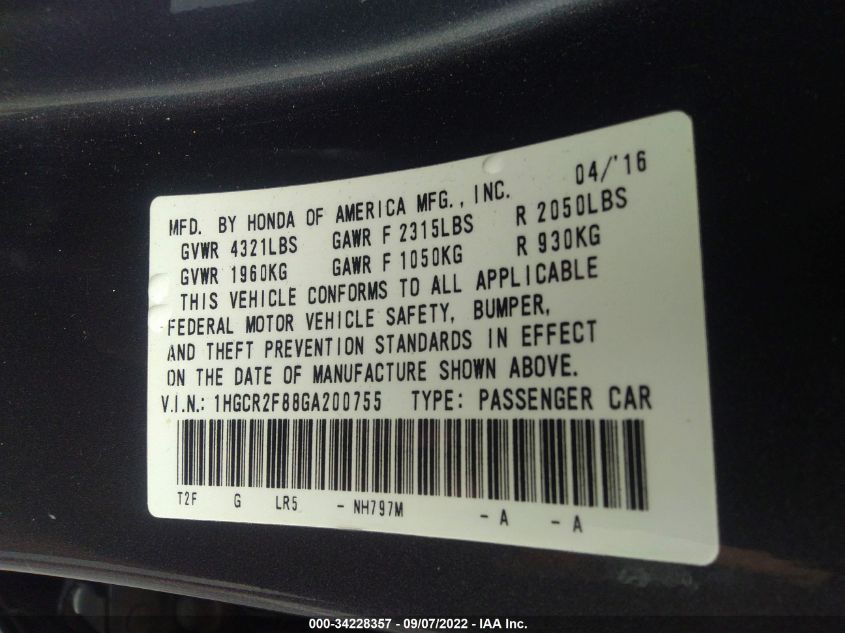 04/'16
MFD. BY HONDA OF AMERICA MFG., INC.
GVWR 4321LBS GAWR F 2315LBS R 2050LBS
GVWR 1960KG GAWR F 1050KG R 930KG
THIS VEHICLE CONFORMS TO ALL APPLICABLE
FEDERAL MOTOR VEHICLE SAFETY, BUMPER,
AND THEFT PREVENTION STANDARDS IN EFFECT
ON THE DATE OF MANUFACTURE SHOWN ABOVE.
V.I.N.: 1HGCR2F88GA200755 TYPE: PASSENGER CAR
T2F G LR5 - NH797M - A - A
000-34228357 - 09/07/2022 - IAA Inc.